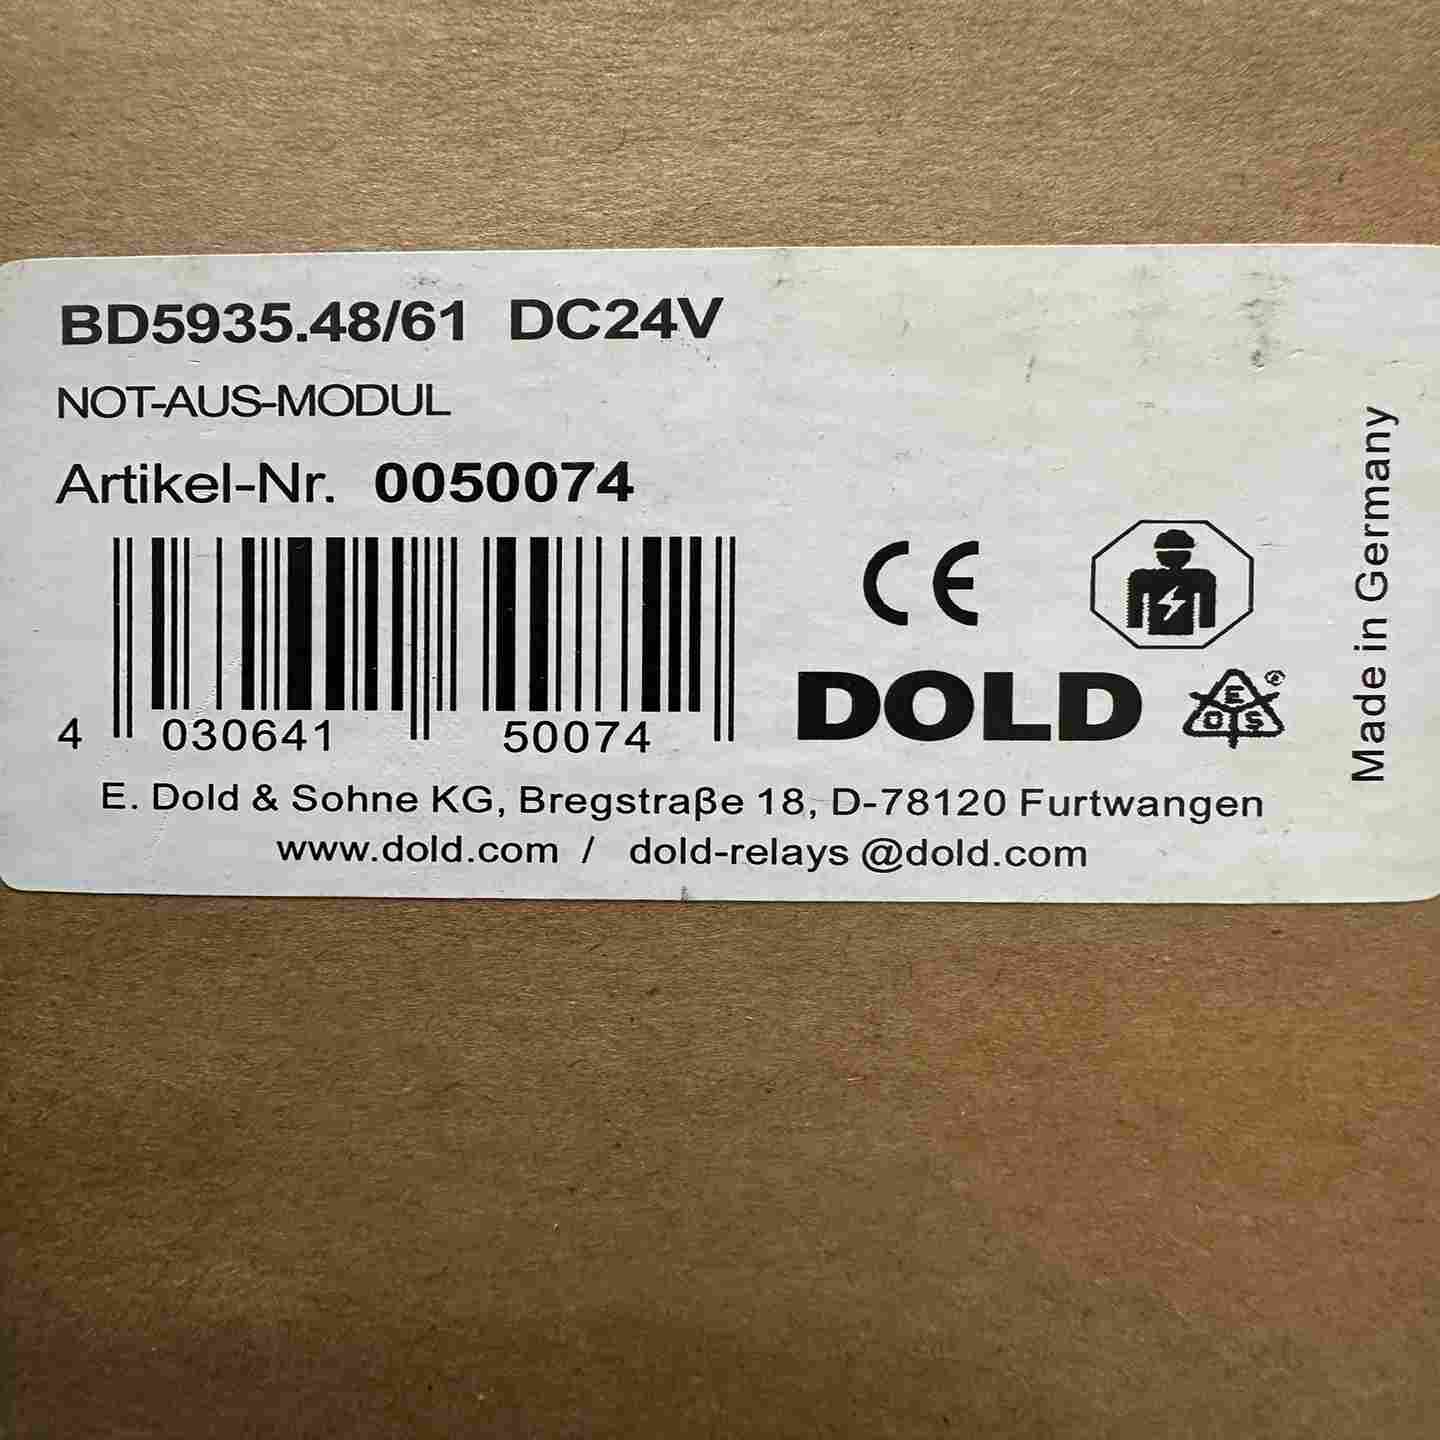 BD5935.48/61 DC24V
NOT-AUS-MODUL
Artikel-Nr. 0050074
4 030641 50074
CE
DOLD
E
O S
®
E. Dold & Sohne KG, Bregstraße 18, D-78120 Furtwangen
www.dold.com / dold-relays @dold.com
Made in Germany